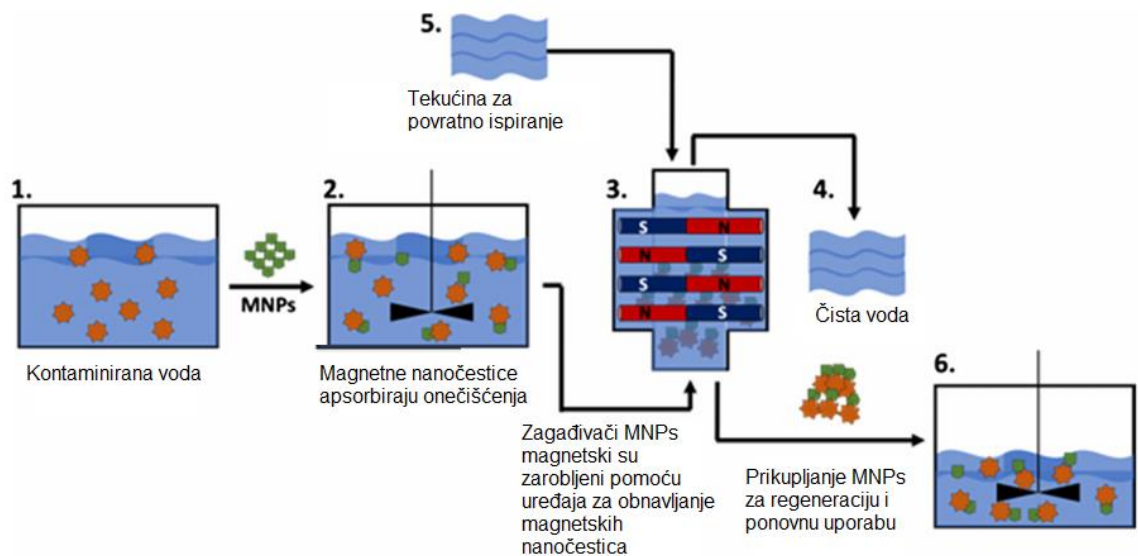 5.
Tekućina za
povratno ispiranje
1.
Kontaminirana voda
MNPs
2.
Magnetne nanočestice
apsorbiraju onečišćenja
3.
S N
N S
S N
N S
Zagađivači MNPs
magnetski su
zarobljeni pomoću
uređaja za obnavljanje
magnetskih
nanočestica
4.
Čista voda
Prikupljanje MNPs
za regeneraciju i
ponovnu uporabu
6.